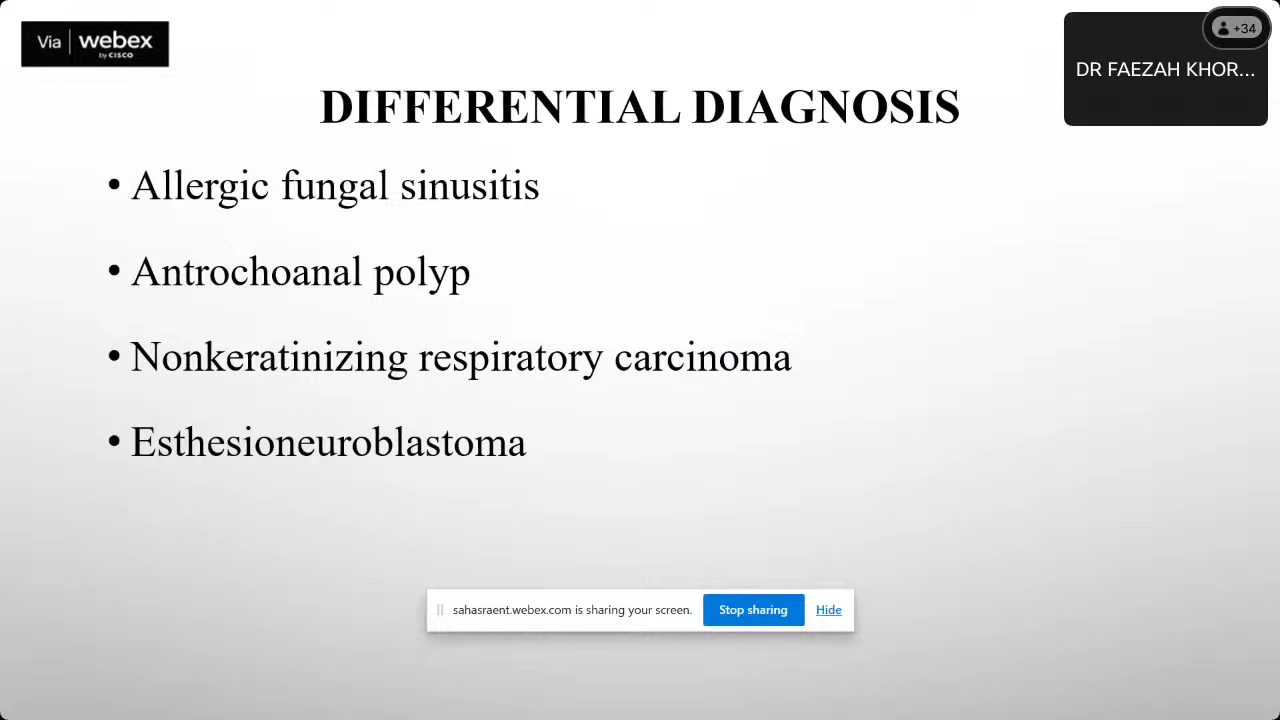 Via webex
by CISCO
+34
DR FAEZAH KHOR...
DIFFERENTIAL DIAGNOSIS
• Allergic fungal sinusitis
• Antrochoanal polyp
• Nonkeratinizing respiratory carcinoma
• Esthesioneuroblastoma
sahasraent.webex.com is sharing your screen. Stop sharing Hide